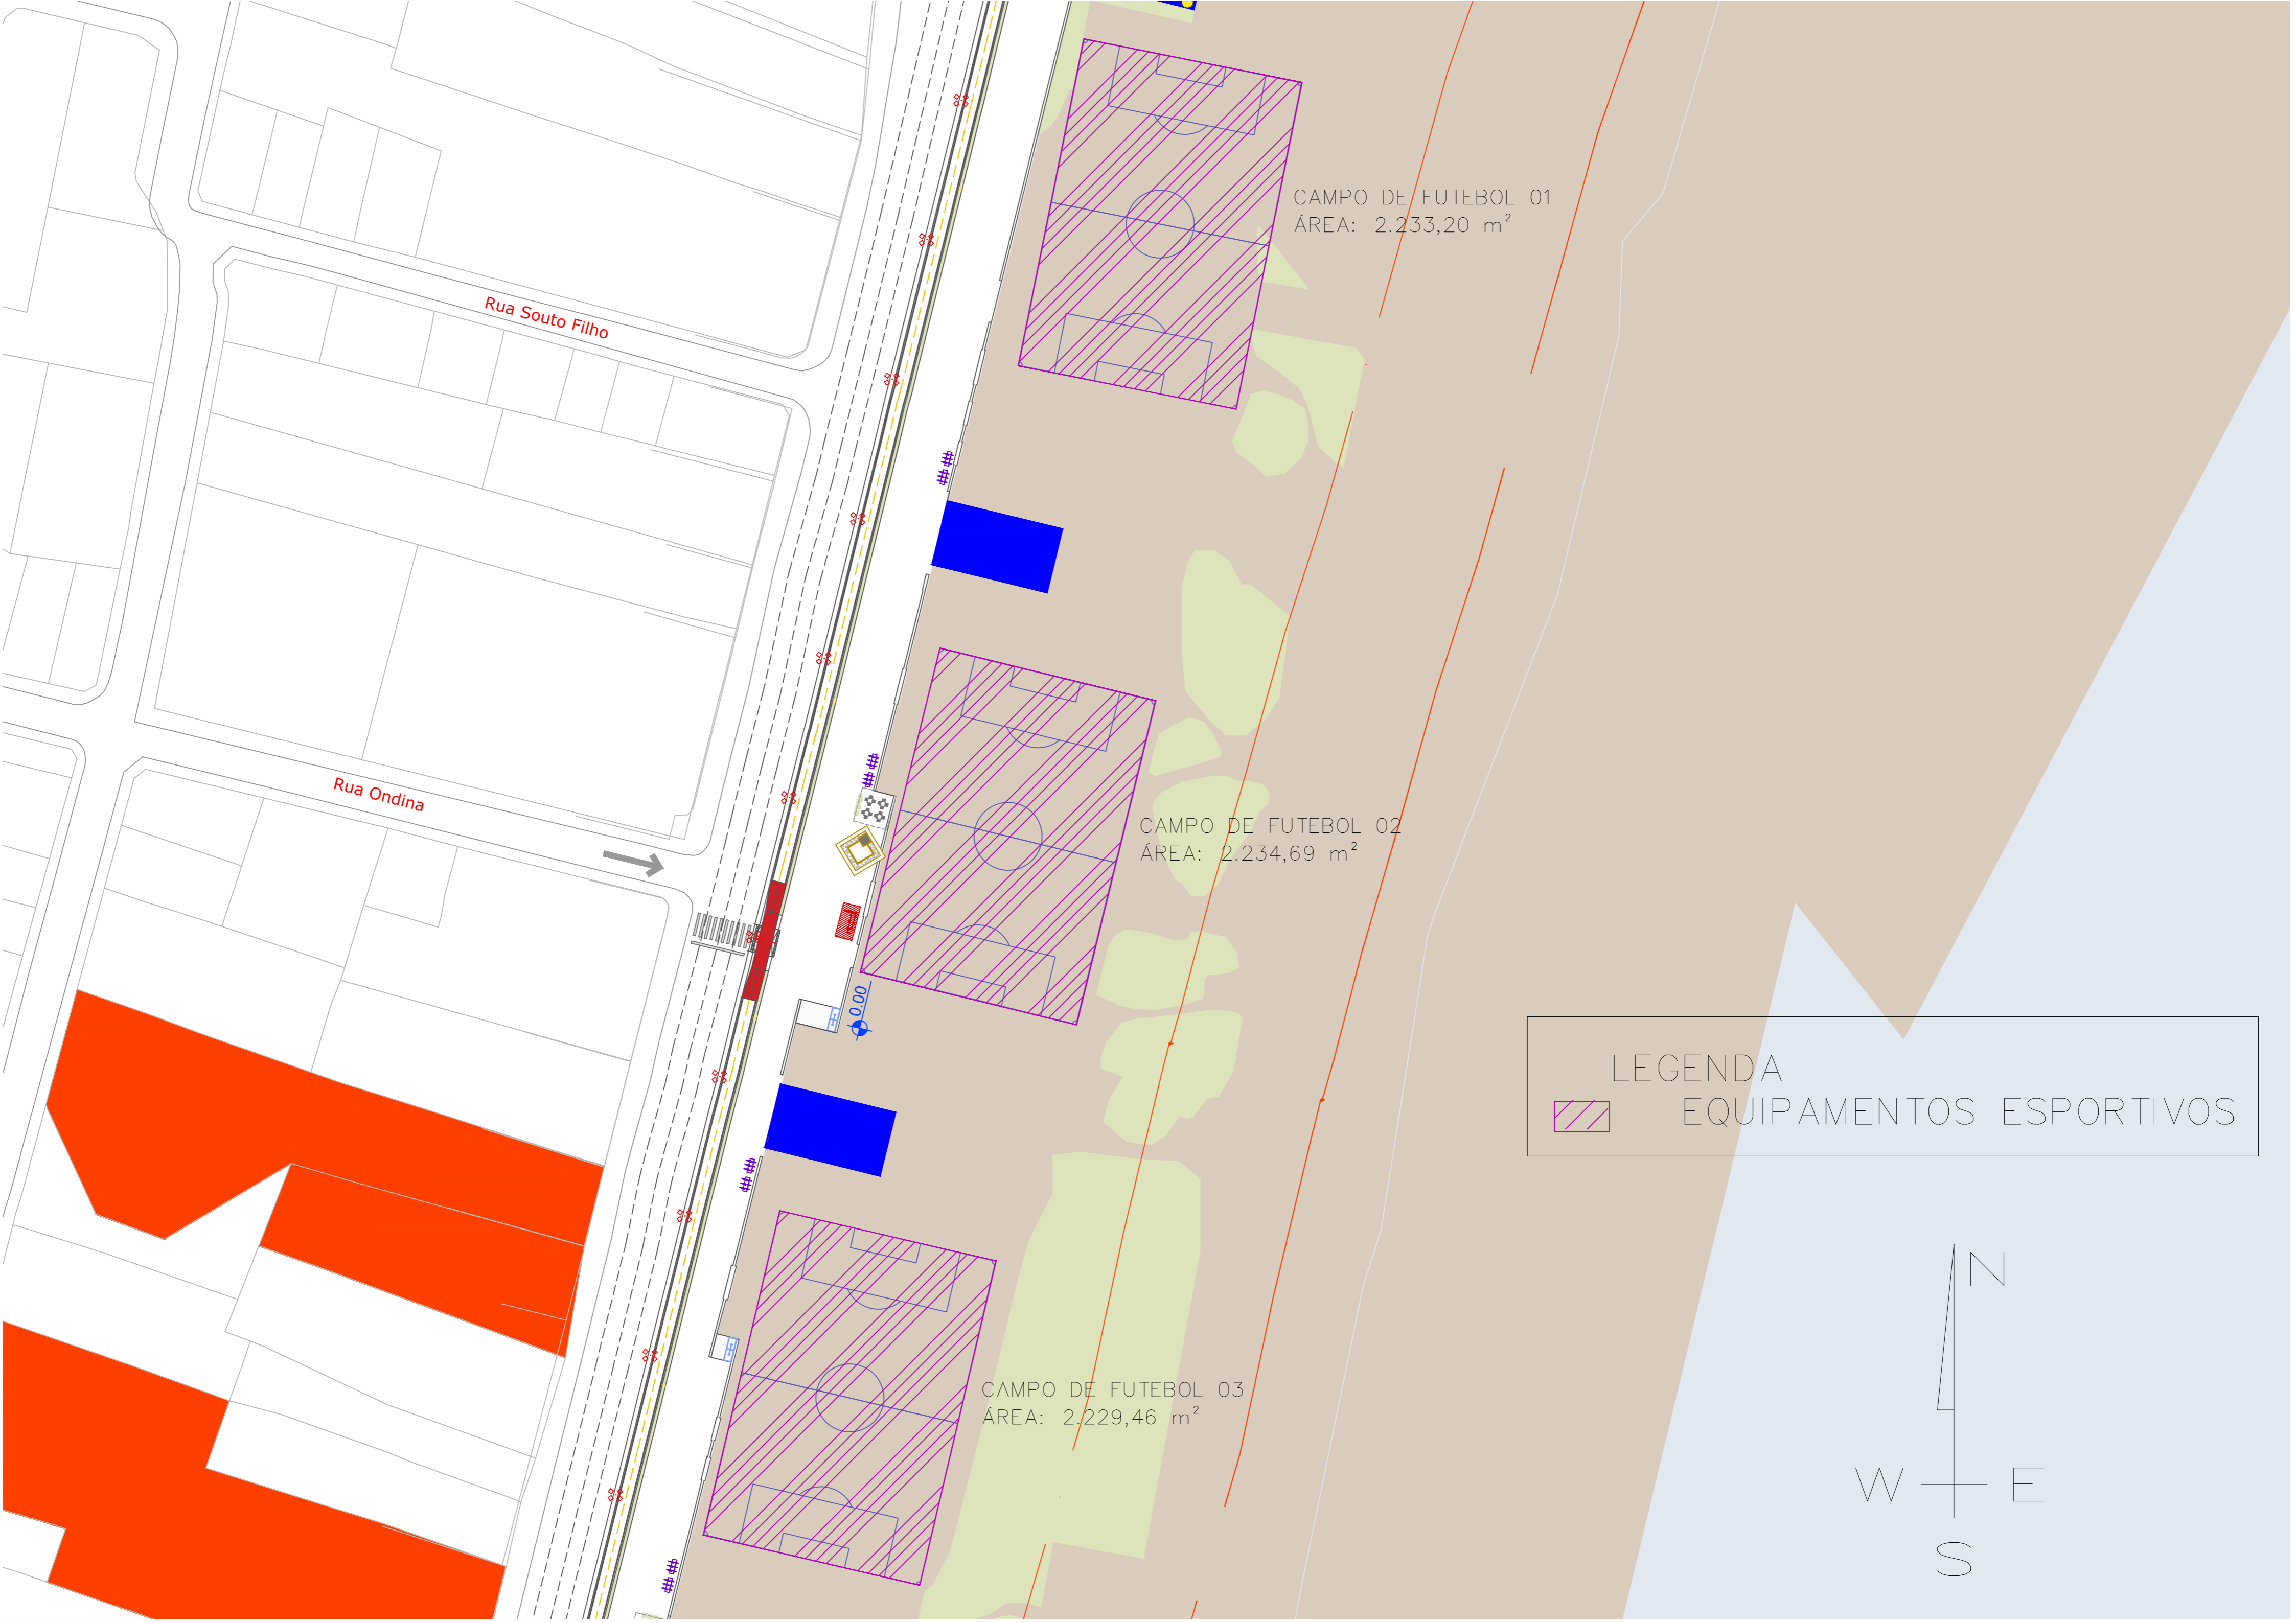 CAMPO DE FUTEBOL 01
ÁREA: 2.233,20 m²
Rua Souto Filho
Rua Ondina
CAMPO DE FUTEBOL 02
ÁREA: 2.234,69 m²
0.00
LEGENDA
EQUIPAMENTOS ESPORTIVOS
N
W E
S
CAMPO DE FUTEBOL 03
ÁREA: 2.229,46 m²